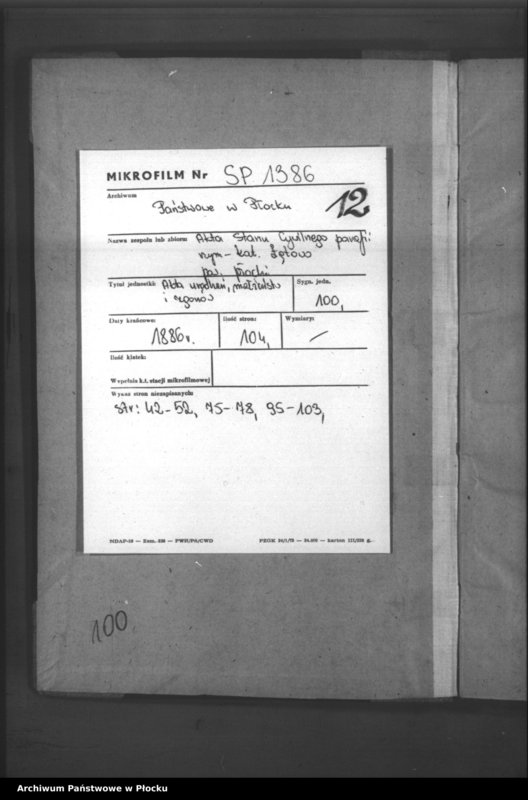 MIKROFILM Nr SP 1386
Archiwum
Państwowe w Płocku
12
Nazwa zespołu lub zbioru Akta Stanu Cywilnego parafii
rzym-kat. Łętowo
pow. płocki
Tytuł jednostki: Akta urodzeń, małżeństw
i zgonów
Sygn. jedn.
100,
Daty krańcowe:
1886 r.
Ilość stron:
104,
Wymiary:
/
Ilość klatek:
Wypełnia k.t. stacji mikrofilmowej
Wykaz stron niezapisanych:
str: 42-52, 75-78, 95-103,
100
Archiwum Państwowe w Płocku